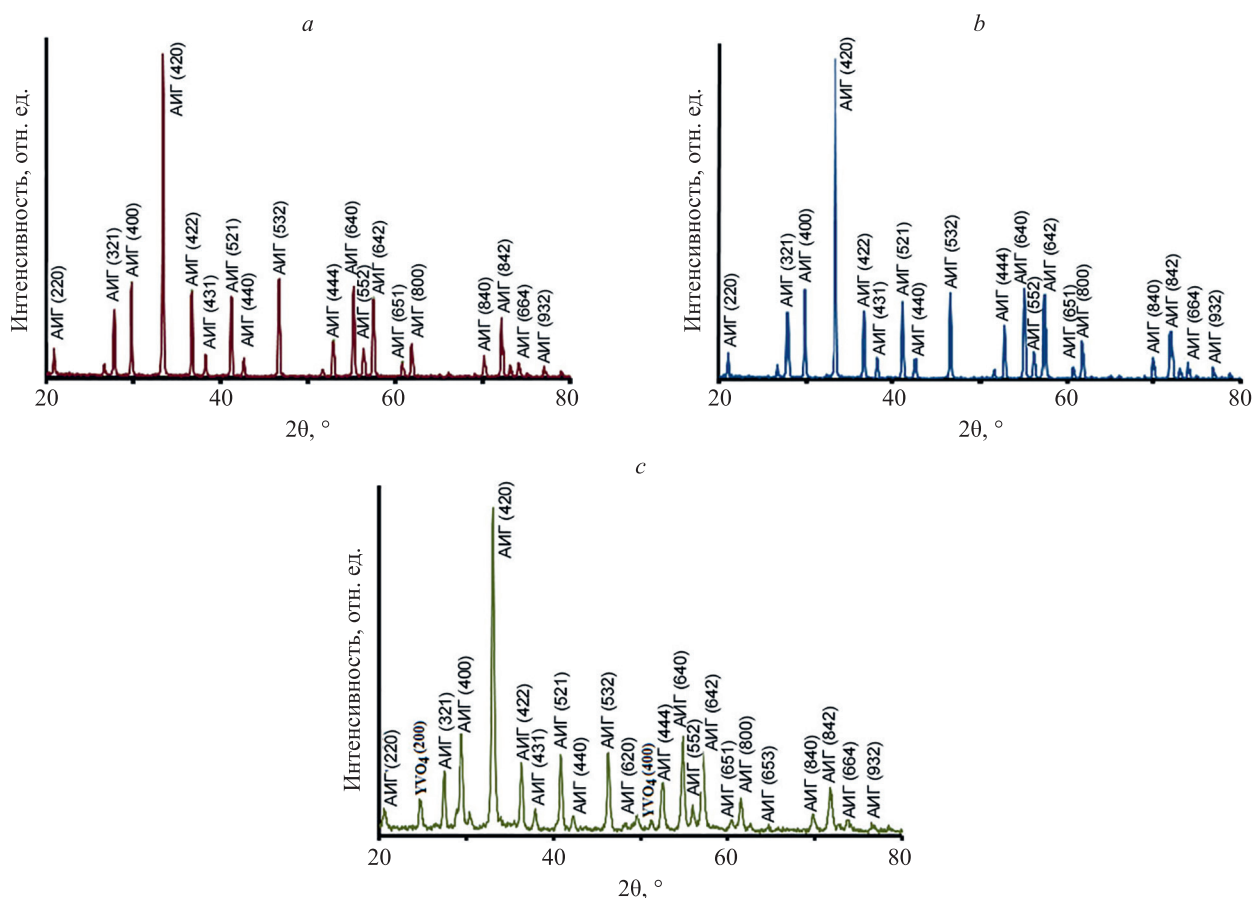 a
Интенсивность, отн. ед.
АИГ (220)
АИГ (321)
АИГ (400)
АИГ (420)
АИГ (422)
АИГ (431)
АИГ (521)
АИГ (440)
АИГ (532)
АИГ (444)
АИГ (640)
АИГ (552)
АИГ (642)
АИГ (651)
АИГ (800)
АИГ (840)
АИГ (842)
АИГ (664)
АИГ (932)
20 40 60 80
2θ, °
b
Интенсивность, отн. ед.
АИГ (220)
АИГ (321)
АИГ (400)
АИГ (420)
АИГ (422)
АИГ (431)
АИГ (521)
АИГ (440)
АИГ (532)
АИГ (444)
АИГ (640)
АИГ (552)
АИГ (642)
АИГ (651)
АИГ (800)
АИГ (840)
АИГ (842)
АИГ (664)
АИГ (932)
20 40 60 80
2θ, °
c
Интенсивность, отн. ед.
АИГ (220)
YVO₄ (200)
АИГ (321)
АИГ (400)
АИГ (420)
АИГ (422)
АИГ (431)
АИГ (521)
АИГ (440)
АИГ (532)
АИГ (620)
YVO₄ (400)
АИГ (444)
АИГ (640)
АИГ (552)
АИГ (642)
АИГ (651)
АИГ (800)
АИГ (653)
АИГ (840)
АИГ (842)
АИГ (664)
АИГ (932)
20 40 60 80
2θ, °